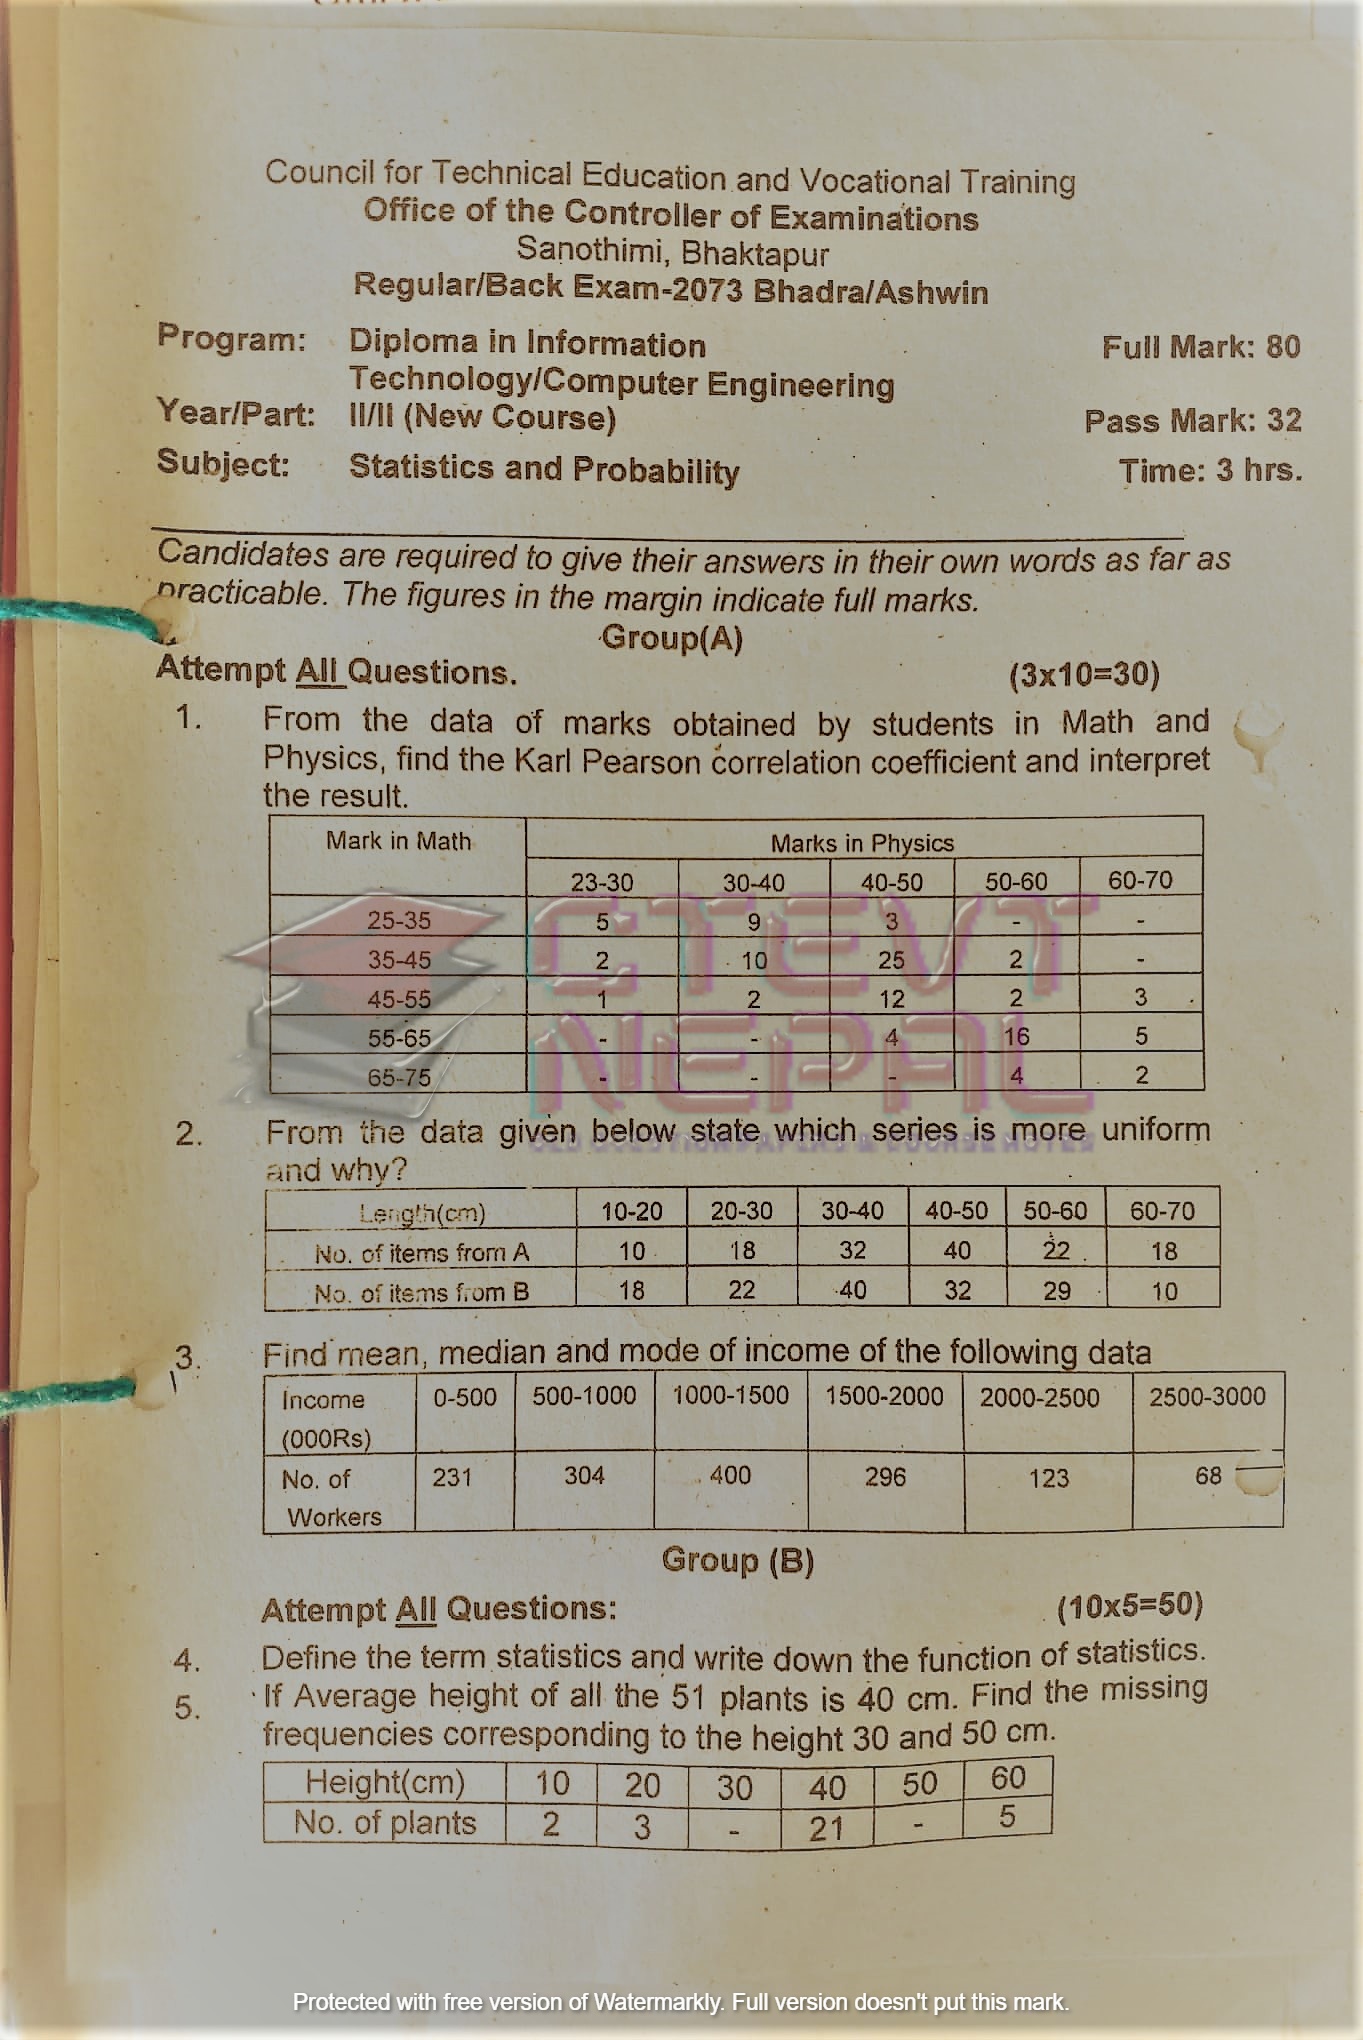 Council for Technical Education and Vocational Training
Office of the Controller of Examinations
Sanothimi, Bhaktapur
Regular/Back Exam-2073 Bhadra/Ashwin
Program: Diploma in Information Full Mark: 80
Technology/Computer Engineering
Year/Part: II/II (New Course) Pass Mark: 32
Subject: Statistics and Probability Time: 3 hrs.
Candidates are required to give their answers in their own words as far as
practicable. The figures in the margin indicate full marks.
Group(A)
Attempt All Questions. (3x10=30)
1. From the data of marks obtained by students in Math and
Physics, find the Karl Pearson correlation coefficient and interpret
the result.
Mark in Math Marks in Physics
23-30 30-40 40-50 50-60 60-70
25-35 5 9 3 - -
35-45 2 10 25 2 -
45-55 1 2 12 2 3
55-65 - - 4 16 5
65-75 - - - 4 2
CTEVT
NEPAL
OLD QUESTION PAPERS & COURSE NOTES
2. From the data given below state which series is more uniform
and why?
Length(cm) 10-20 20-30 30-40 40-50 50-60 60-70
No. of items from A 10 18 32 40 22 18
No. of items from B 18 22 40 32 29 10
3. Find mean, median and mode of income of the following data
Income 0-500 500-1000 1000-1500 1500-2000 2000-2500 2500-3000
(000Rs)
No. of 231 304 400 296 123 68
Workers
Group (B)
Attempt All Questions: (10x5=50)
4. Define the term statistics and write down the function of statistics.
5. If Average height of all the 51 plants is 40 cm. Find the missing
frequencies corresponding to the height 30 and 50 cm.
Height(cm) 10 20 30 40 50 60
No. of plants 2 3 - 21 - 5
Protected with free version of Watermarkly. Full version doesn't put this mark.